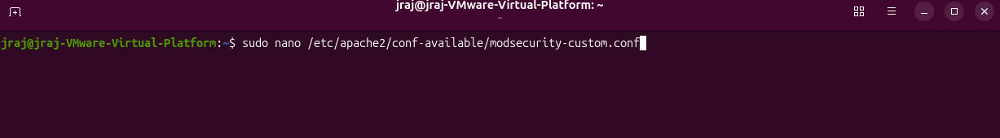 jraj@jraj-VMware-Virtual-Platform: ~
~
jraj@jraj-VMware-Virtual-Platform:~$ sudo nano /etc/apache2/conf-available/modsecurity-custom.conf